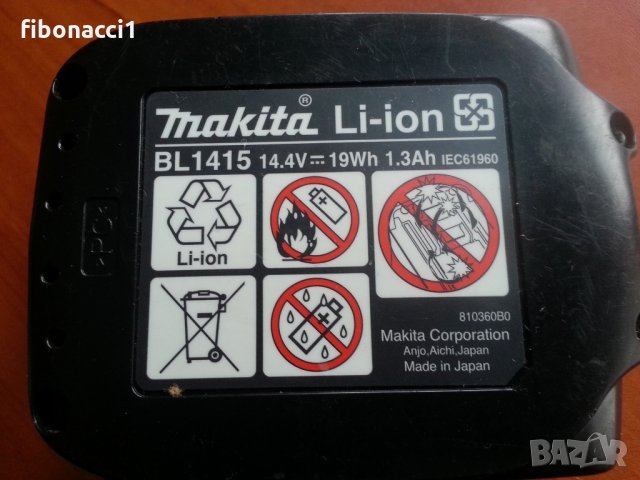 fibonacci1
makita® Li-ion
BL1415 14.4V⎓19Wh 1.3Ah IEC61960
Li-ion
>PC<
810360B0
Makita Corporation
Anjo,Aichi,Japan
Made in Japan
BAZAR